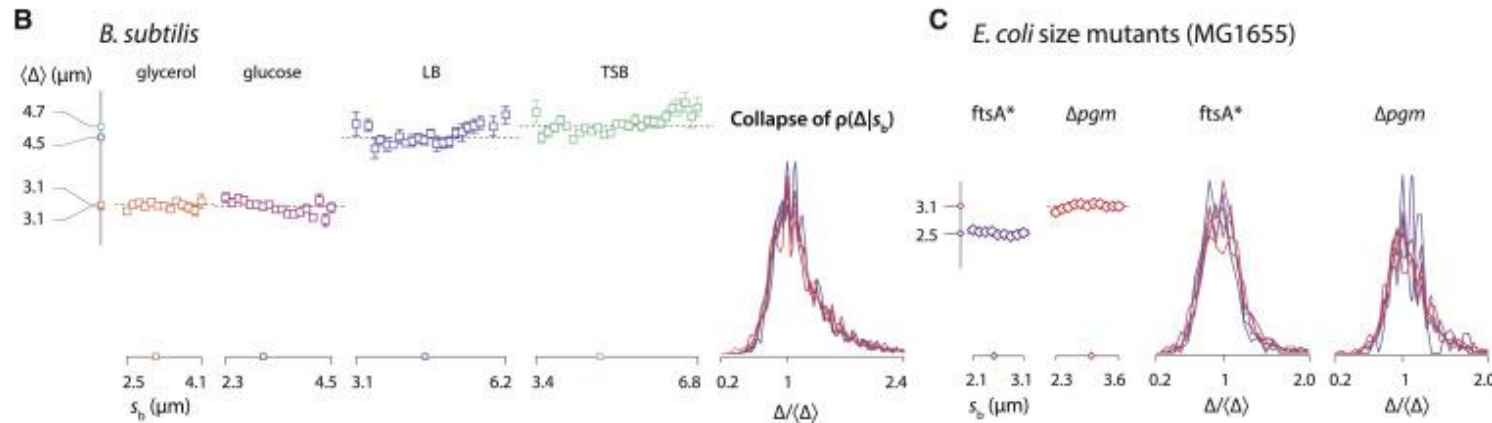 B
B. subtilis
⟨Δ⟩ (μm)
glycerol
glucose
LB
TSB
4.7
4.5
3.1
3.1
2.5 4.1
s_b (μm)
2.3 4.5
3.1 6.2
3.4 6.8
Collapse of ρ(Δ|s_b)
0.2 1 2.4
Δ/⟨Δ⟩
C
E. coli size mutants (MG1655)
ftsA*
Δpgm
ftsA*
Δpgm
3.1
2.5
2.1 3.1
s_b (μm)
2.3 3.6
0.2 1 2.0
Δ/⟨Δ⟩
0.2 1 2.0
Δ/⟨Δ⟩